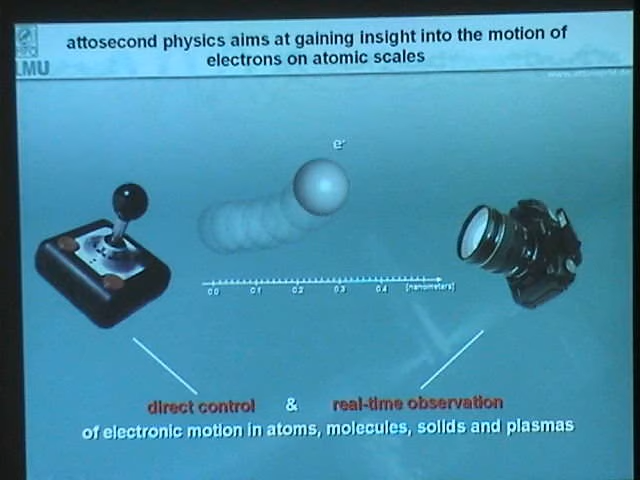 attosecond physics aims at gaining insight into the motion of
electrons on atomic scales
LMU
e-
0.0 0.1 0.2 0.3 0.4 [nanometers]
direct control & real-time observation
of electronic motion in atoms, molecules, solids and plasmas